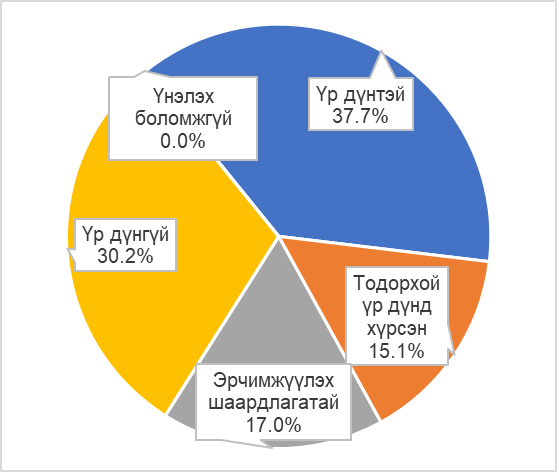 Үнэлэх
боломжгүй
0.0%
Үр дүнтэй
37.7%
Үр дүнгүй
30.2%
Тодорхой
үр дүнд
хүрсэн
15.1%
Эрчимжүүлэх
шаардлагатай
17.0%